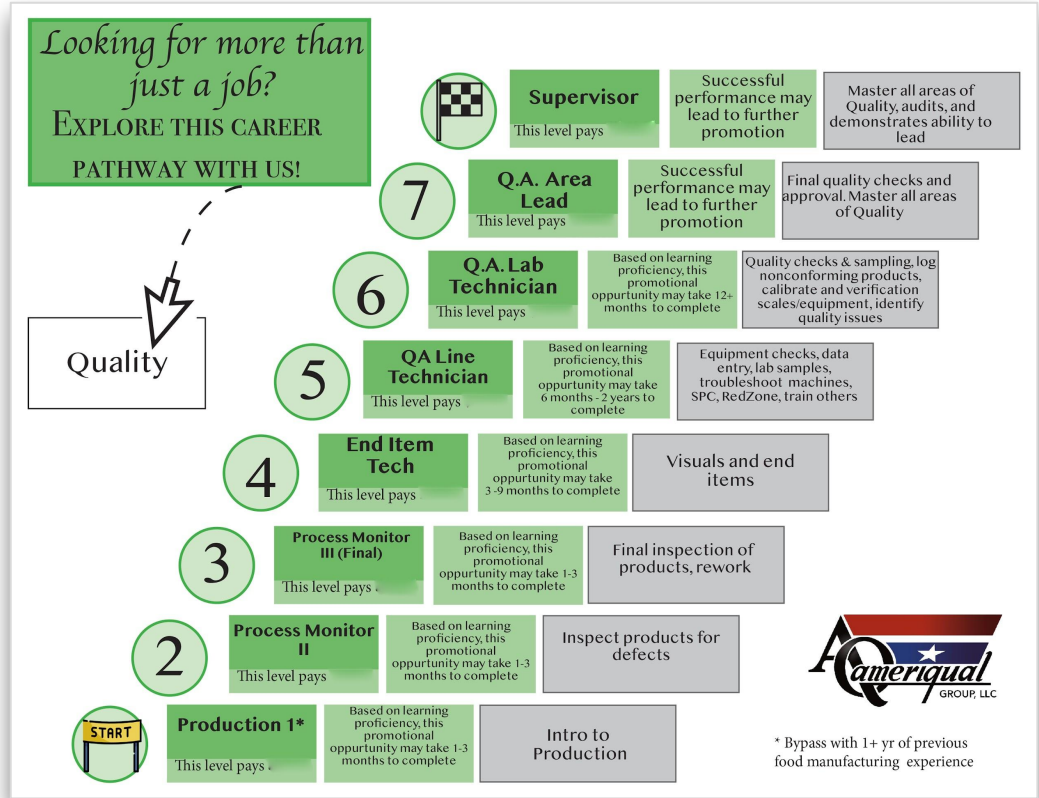 Looking for more than
just a job?
EXPLORE THIS CAREER
PATHWAY WITH US!
Quality
Supervisor
This level pays
Successful
performance may
lead to further
promotion
Master all areas of
Quality, audits, and
demonstrates ability to
lead
7
Q.A. Area
Lead
This level pays
Successful
performance may
lead to further
promotion
Final quality checks and
approval. Master all areas
of Quality
6
Q.A. Lab
Technician
This level pays
Based on learning
proficiency, this
promotional
oppurtunity may take 12+
months to complete
Quality checks & sampling, log
nonconforming products,
calibrate and verification
scales/equipment, identify
quality issues
5
QA Line
Technician
This level pays
Based on learning
proficiency, this
promotional
oppurtunity may take
6 months - 2 years to
complete
Equipment checks, data
entry, lab samples,
troubleshoot machines,
SPC, RedZone, train others
4
End Item
Tech
This level pays
Based on learning
proficiency, this
promotional
oppurtunity may take
3 -9 months to complete
Visuals and end
items
3
Process Monitor
III (Final)
This level pays
Based on learning
proficiency, this
promotional
oppurtunity may take 1-3
months to complete
Final inspection of
products, rework
2
Process Monitor
II
This level pays
Based on learning
proficiency, this
promotional
oppurtunity may take 1-3
months to complete
Inspect products for
defects
START
Production 1*
This level pays
Based on learning
proficiency, this
promotional
oppurtunity may take 1-3
months to complete
Intro to
Production
AQ
ameriqual
GROUP, LLC
* Bypass with 1+ yr of previous
food manufacturing experience